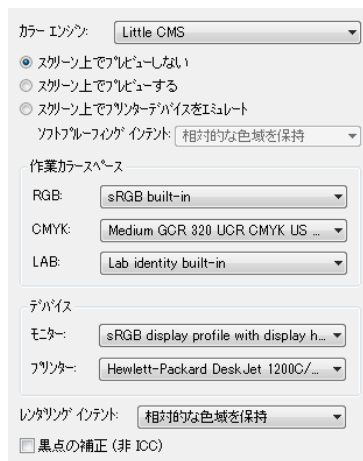 カラー エンジン: Little CMS
スクリーン上でプレビューしない
スクリーン上でプレビューする
スクリーン上でプリンターデバイスをエミュレート
ソフトプルーフィング インテント: 相対的な色域を保持
作業カラースペース
RGB: sRGB built-in
CMYK: Medium GCR 320 UCR CMYK US ...
LAB: Lab identity built-in
デバイス
モニター: sRGB display profile with display h...
プリンター: Hewlett-Packard DeskJet 1200C/...
レンダリング インテント: 相対的な色域を保持
黒点の補正 (非 ICC)